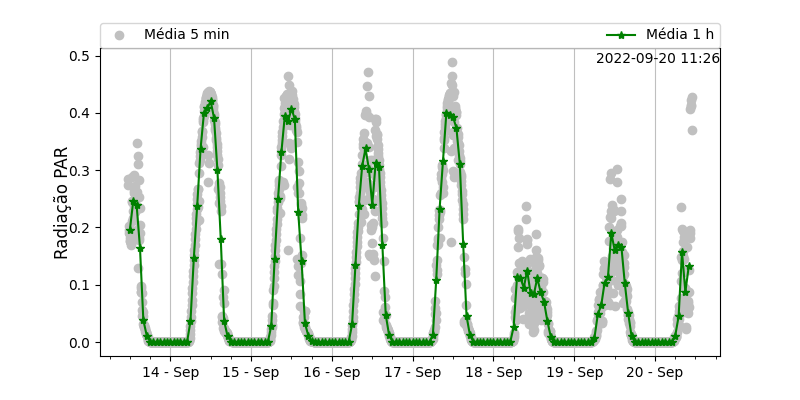 Média 5 min
Média 1 h
2022-09-20 11:26
Radiação PAR
0.5
0.4
0.3
0.2
0.1
0.0
14 - Sep
15 - Sep
16 - Sep
17 - Sep
18 - Sep
19 - Sep
20 - Sep